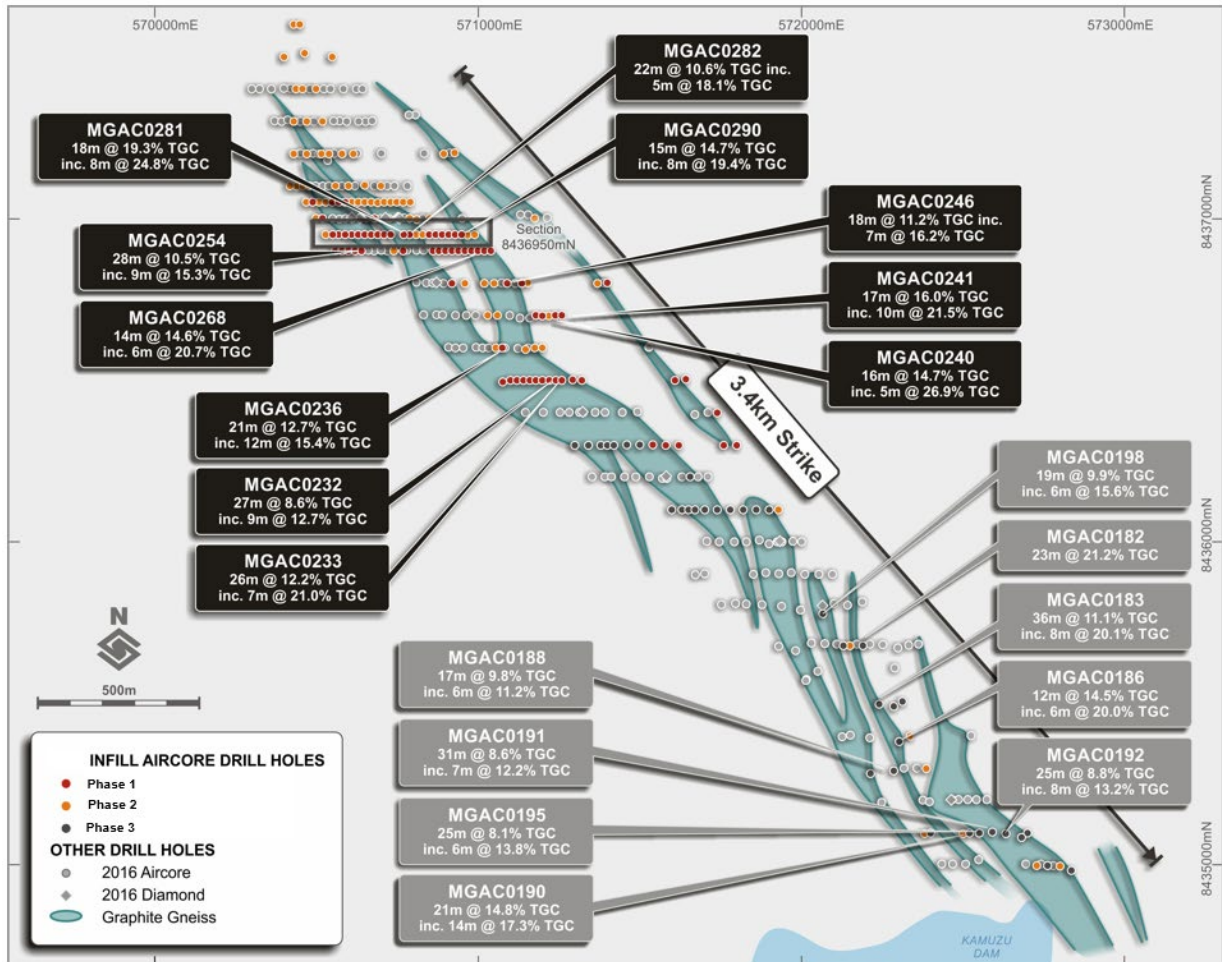 570000mE
571000mE
572000mE
573000mE
MGAC0282
22m @ 10.6% TGC inc.
5m @ 18.1% TGC
MGAC0281
18m @ 19.3% TGC
inc. 8m @ 24.8% TGC
MGAC0290
15m @ 14.7% TGC
inc. 8m @ 19.4% TGC
MGAC0246
18m @ 11.2% TGC inc.
7m @ 16.2% TGC
8437000mN
Section
8436950mN
MGAC0254
28m @ 10.5% TGC
inc. 9m @ 15.3% TGC
MGAC0241
17m @ 16.0% TGC
inc. 10m @ 21.5% TGC
MGAC0268
14m @ 14.6% TGC
inc. 6m @ 20.7% TGC
MGAC0240
16m @ 14.7% TGC
inc. 5m @ 26.9% TGC
3.4km Strike
MGAC0236
21m @ 12.7% TGC
inc. 12m @ 15.4% TGC
MGAC0198
19m @ 9.9% TGC
inc. 6m @ 15.6% TGC
MGAC0232
27m @ 8.6% TGC
inc. 9m @ 12.7% TGC
MGAC0182
23m @ 21.2% TGC
8436000mN
MGAC0233
26m @ 12.2% TGC
inc. 7m @ 21.0% TGC
MGAC0183
36m @ 11.1% TGC
inc. 8m @ 20.1% TGC
N
500m
MGAC0188
17m @ 9.8% TGC
inc. 6m @ 11.2% TGC
MGAC0186
12m @ 14.5% TGC
inc. 6m @ 20.0% TGC
MGAC0191
31m @ 8.6% TGC
inc. 7m @ 12.2% TGC
MGAC0192
25m @ 8.8% TGC
inc. 8m @ 13.2% TGC
MGAC0195
25m @ 8.1% TGC
inc. 6m @ 13.8% TGC
8435000mN
MGAC0190
21m @ 14.8% TGC
inc. 14m @ 17.3% TGC
INFILL AIRCORE DRILL HOLES
Phase 1
Phase 2
Phase 3
OTHER DRILL HOLES
2016 Aircore
2016 Diamond
Graphite Gneiss
KAMUZU
DAM